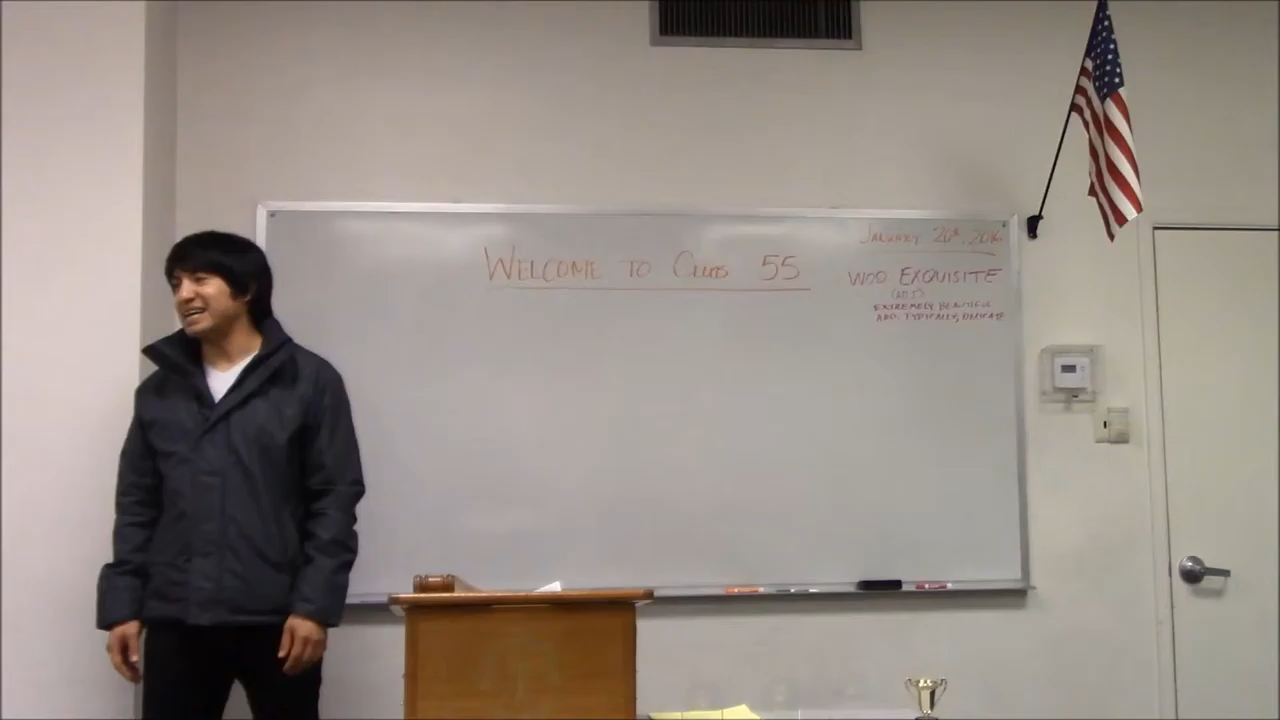 WELCOME TO CLUB 55
JANUARY 20th, 2016
WOD EXQUISITE
(ADJ)
EXTREMELY BEAUTIFUL
AND, TYPICALLY, DELICATE